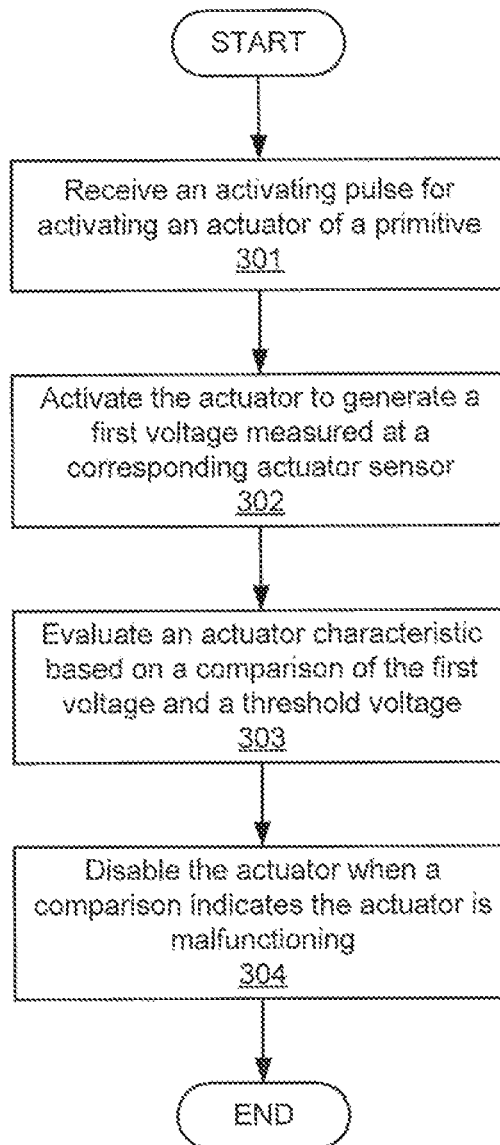 START
Receive an activating pulse for
activating an actuator of a primitive
301
Activate the actuator to generate a
first voltage measured at a
corresponding actuator sensor
302
Evaluate an actuator characteristic
based on a comparison of the first
voltage and a threshold voltage
303
Disable the actuator when a
comparison indicates the actuator is
malfunctioning
304
END